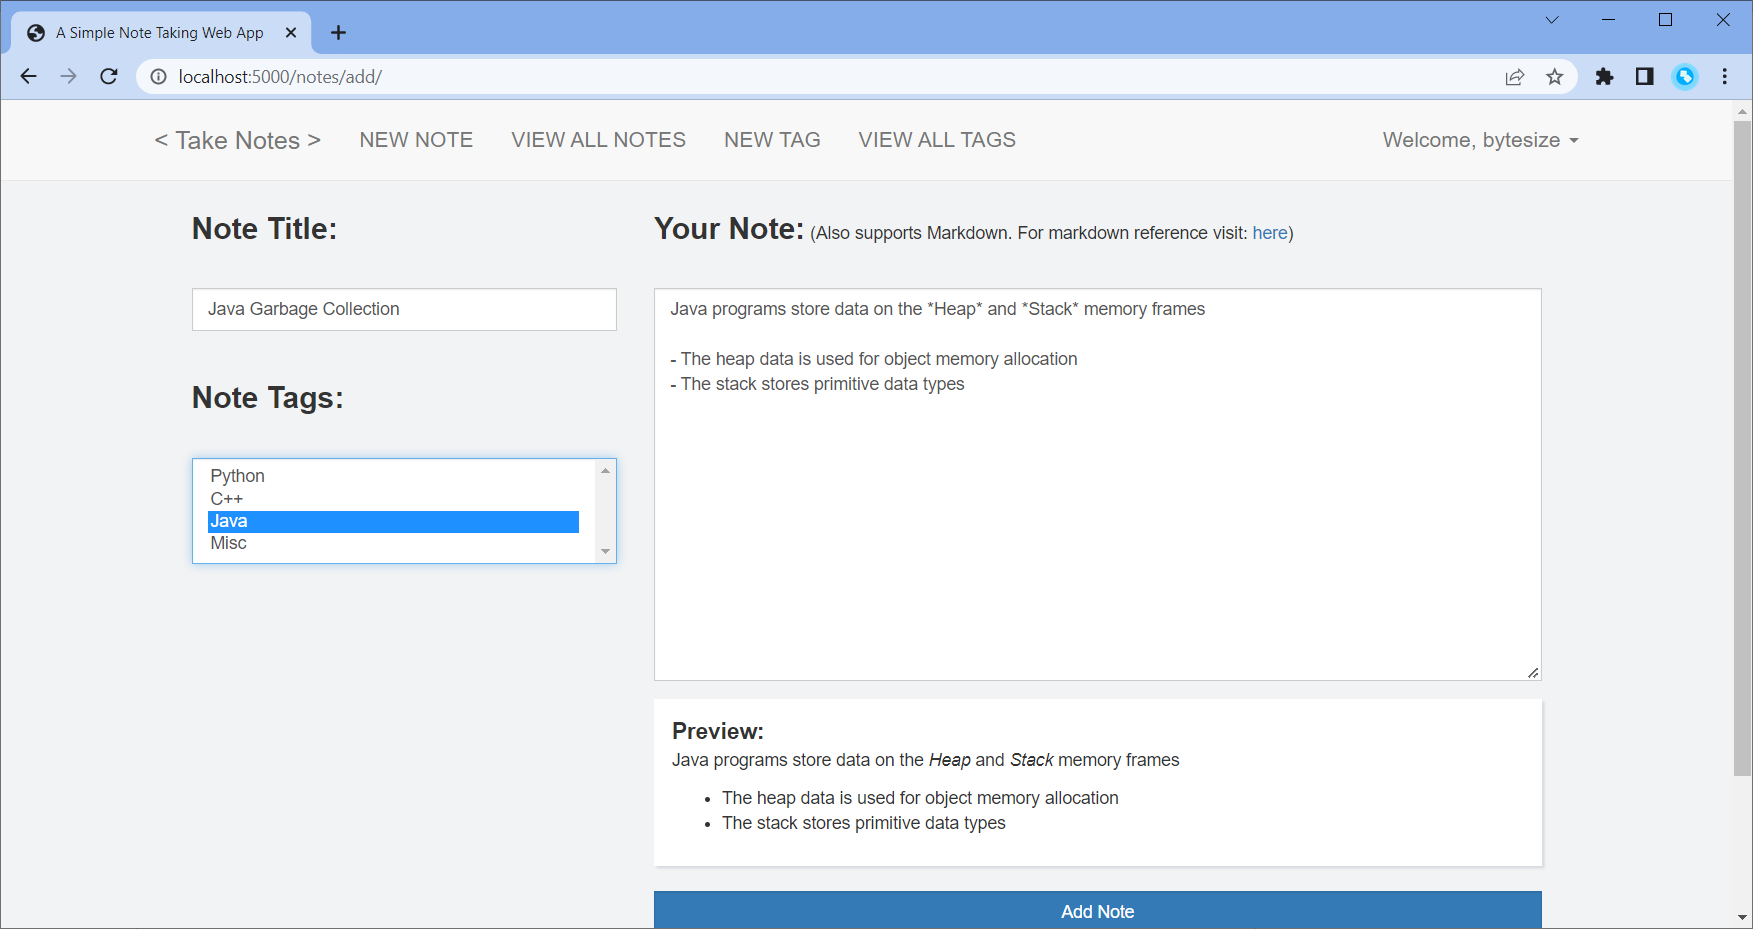 A Simple Note Taking Web App
localhost:5000/notes/add/
< Take Notes > NEW NOTE VIEW ALL NOTES NEW TAG VIEW ALL TAGS Welcome, bytesize
Note Title:
Java Garbage Collection
Note Tags:
Python
C++
Java
Misc
Your Note: (Also supports Markdown. For markdown reference visit: here)
Java programs store data on the *Heap* and *Stack* memory frames
- The heap data is used for object memory allocation
- The stack stores primitive data types
Preview:
Java programs store data on the Heap and Stack memory frames
• The heap data is used for object memory allocation
• The stack stores primitive data types
Add Note